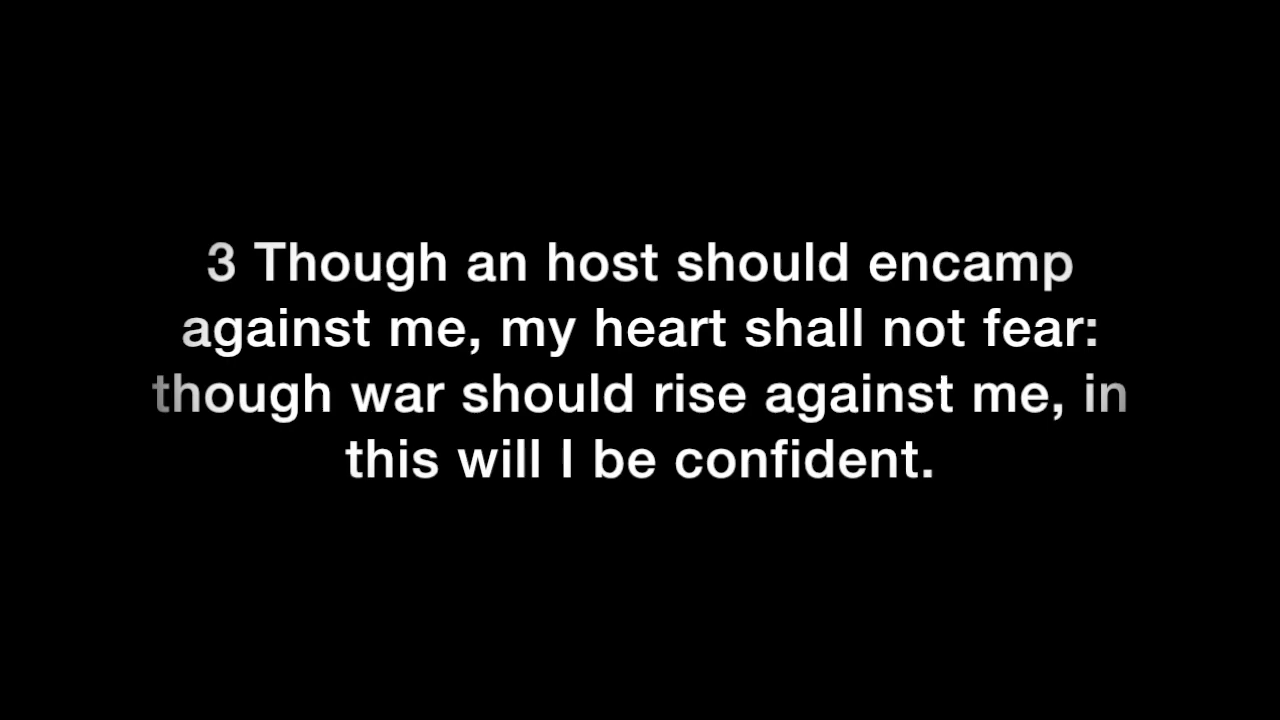 3 Though an host should encamp
against me, my heart shall not fear:
though war should rise against me, in
this will I be confident.